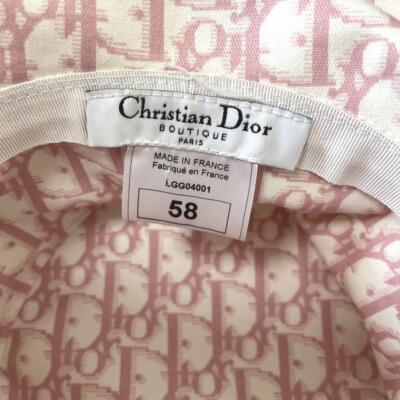 Christian Dior
BOUTIQUE
PARIS
MADE IN FRANCE
Fabriqué en France
LGG04001
58